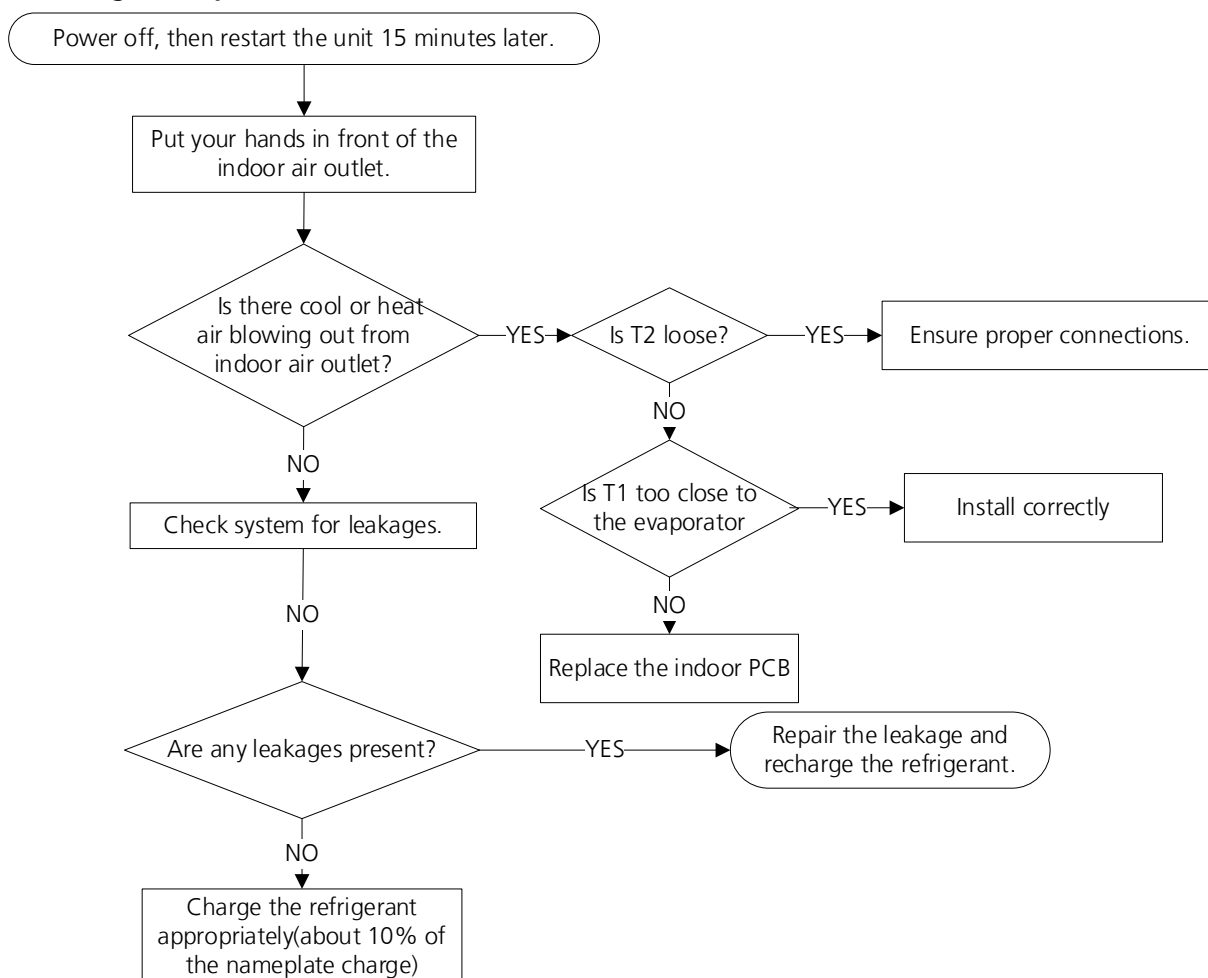 Power off, then restart the unit 15 minutes later.
Put your hands in front of the
indoor air outlet.
Is there cool or heat
air blowing out from
indoor air outlet?
YES
Is T2 loose?
YES
Ensure proper connections.
NO
NO
Is T1 too close to
the evaporator
YES
Install correctly
Check system for leakages.
NO
NO
Replace the indoor PCB
Are any leakages present?
YES
Repair the leakage and
recharge the refrigerant.
NO
Charge the refrigerant
appropriately(about 10% of
the nameplate charge)